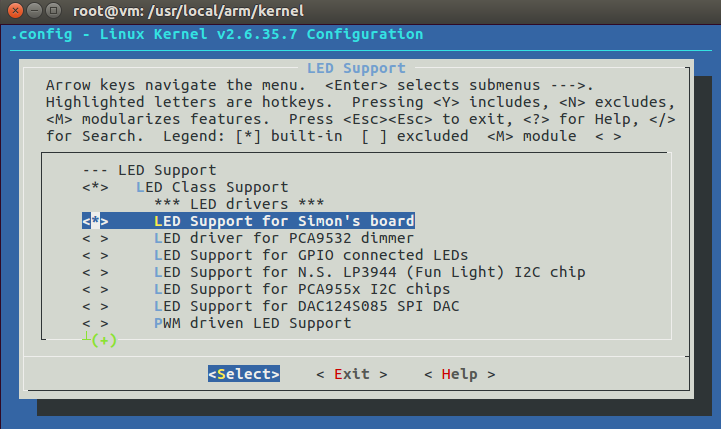 root@vm: /usr/local/arm/kernel
.config - Linux Kernel v2.6.35.7 Configuration
LED Support
Arrow keys navigate the menu.  <Enter> selects submenus --->.
Highlighted letters are hotkeys.  Pressing <Y> includes, <N> excludes,
<M> modularizes features.  Press <Esc><Esc> to exit, <?> for Help, </>
for Search.  Legend: [*] built-in  [ ] excluded  <M> module  < >
--- LED Support
<*>   LED Class Support
*** LED drivers ***
<*>     LED Support for Simon's board
< >     LED driver for PCA9532 dimmer
< >     LED Support for GPIO connected LEDs
< >     LED Support for N.S. LP3944 (Fun Light) I2C chip
< >     LED Support for PCA955x I2C chips
< >     LED Support for DAC124S085 SPI DAC
< >     PWM driven LED Support
(+)
<Select>    < Exit >    < Help >